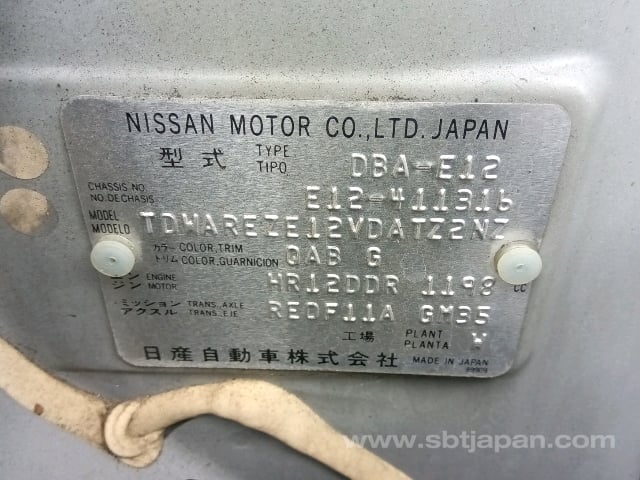 NISSAN MOTOR CO.,LTD. JAPAN
型式 TYPE TIPO DBA-E12
CHASSIS NO. NO.DE CHASIS E12-411316
MODEL MODELO TDWAREZE12VDATZ2NZ
カラー COLOR,TRIM
トリム COLOR,GUARNICION QAB G
エンジン ENGINE MOTOR HR12DDR 1198 CC
ミッション TRANS. AXLE
アクスル TRANS. EJE RE0F11A GM35
工場 PLANT PLANTA
日産自動車株式会社 MADE IN JAPAN
www.sbtjapan.com